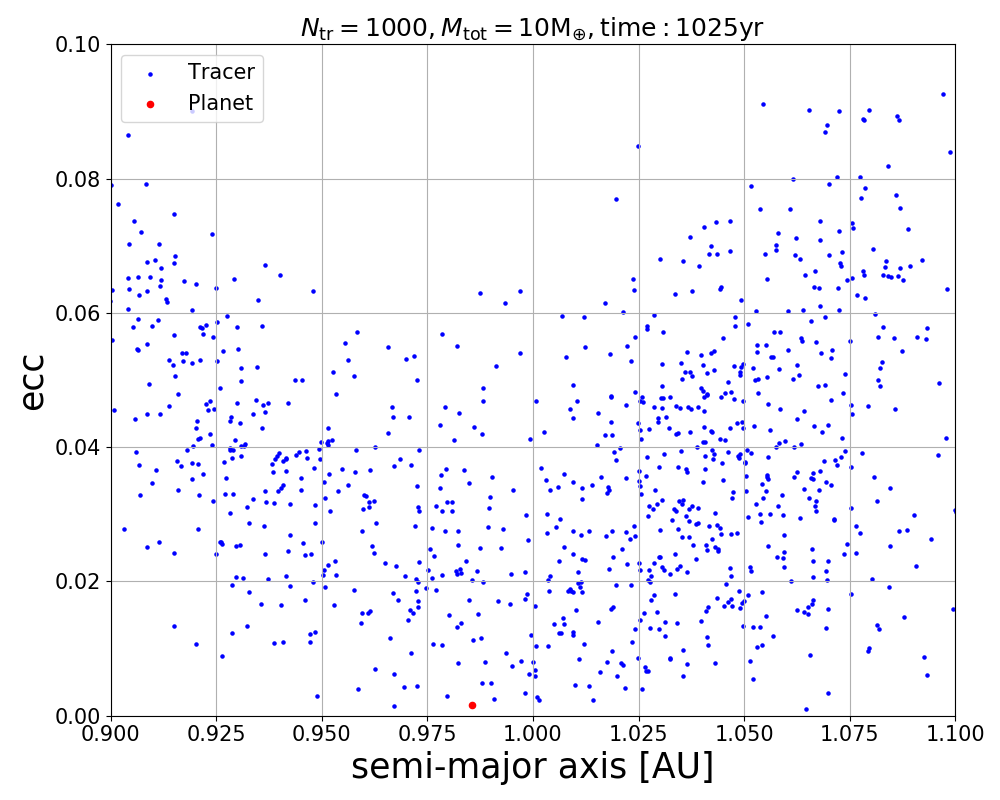 N_tr = 1000, M_tot = 10M_⊕, time : 1025yr
Tracer
Planet
ecc
0.10
0.08
0.06
0.04
0.02
0.00
0.900 0.925 0.950 0.975 1.000 1.025 1.050 1.075 1.100
semi-major axis [AU]